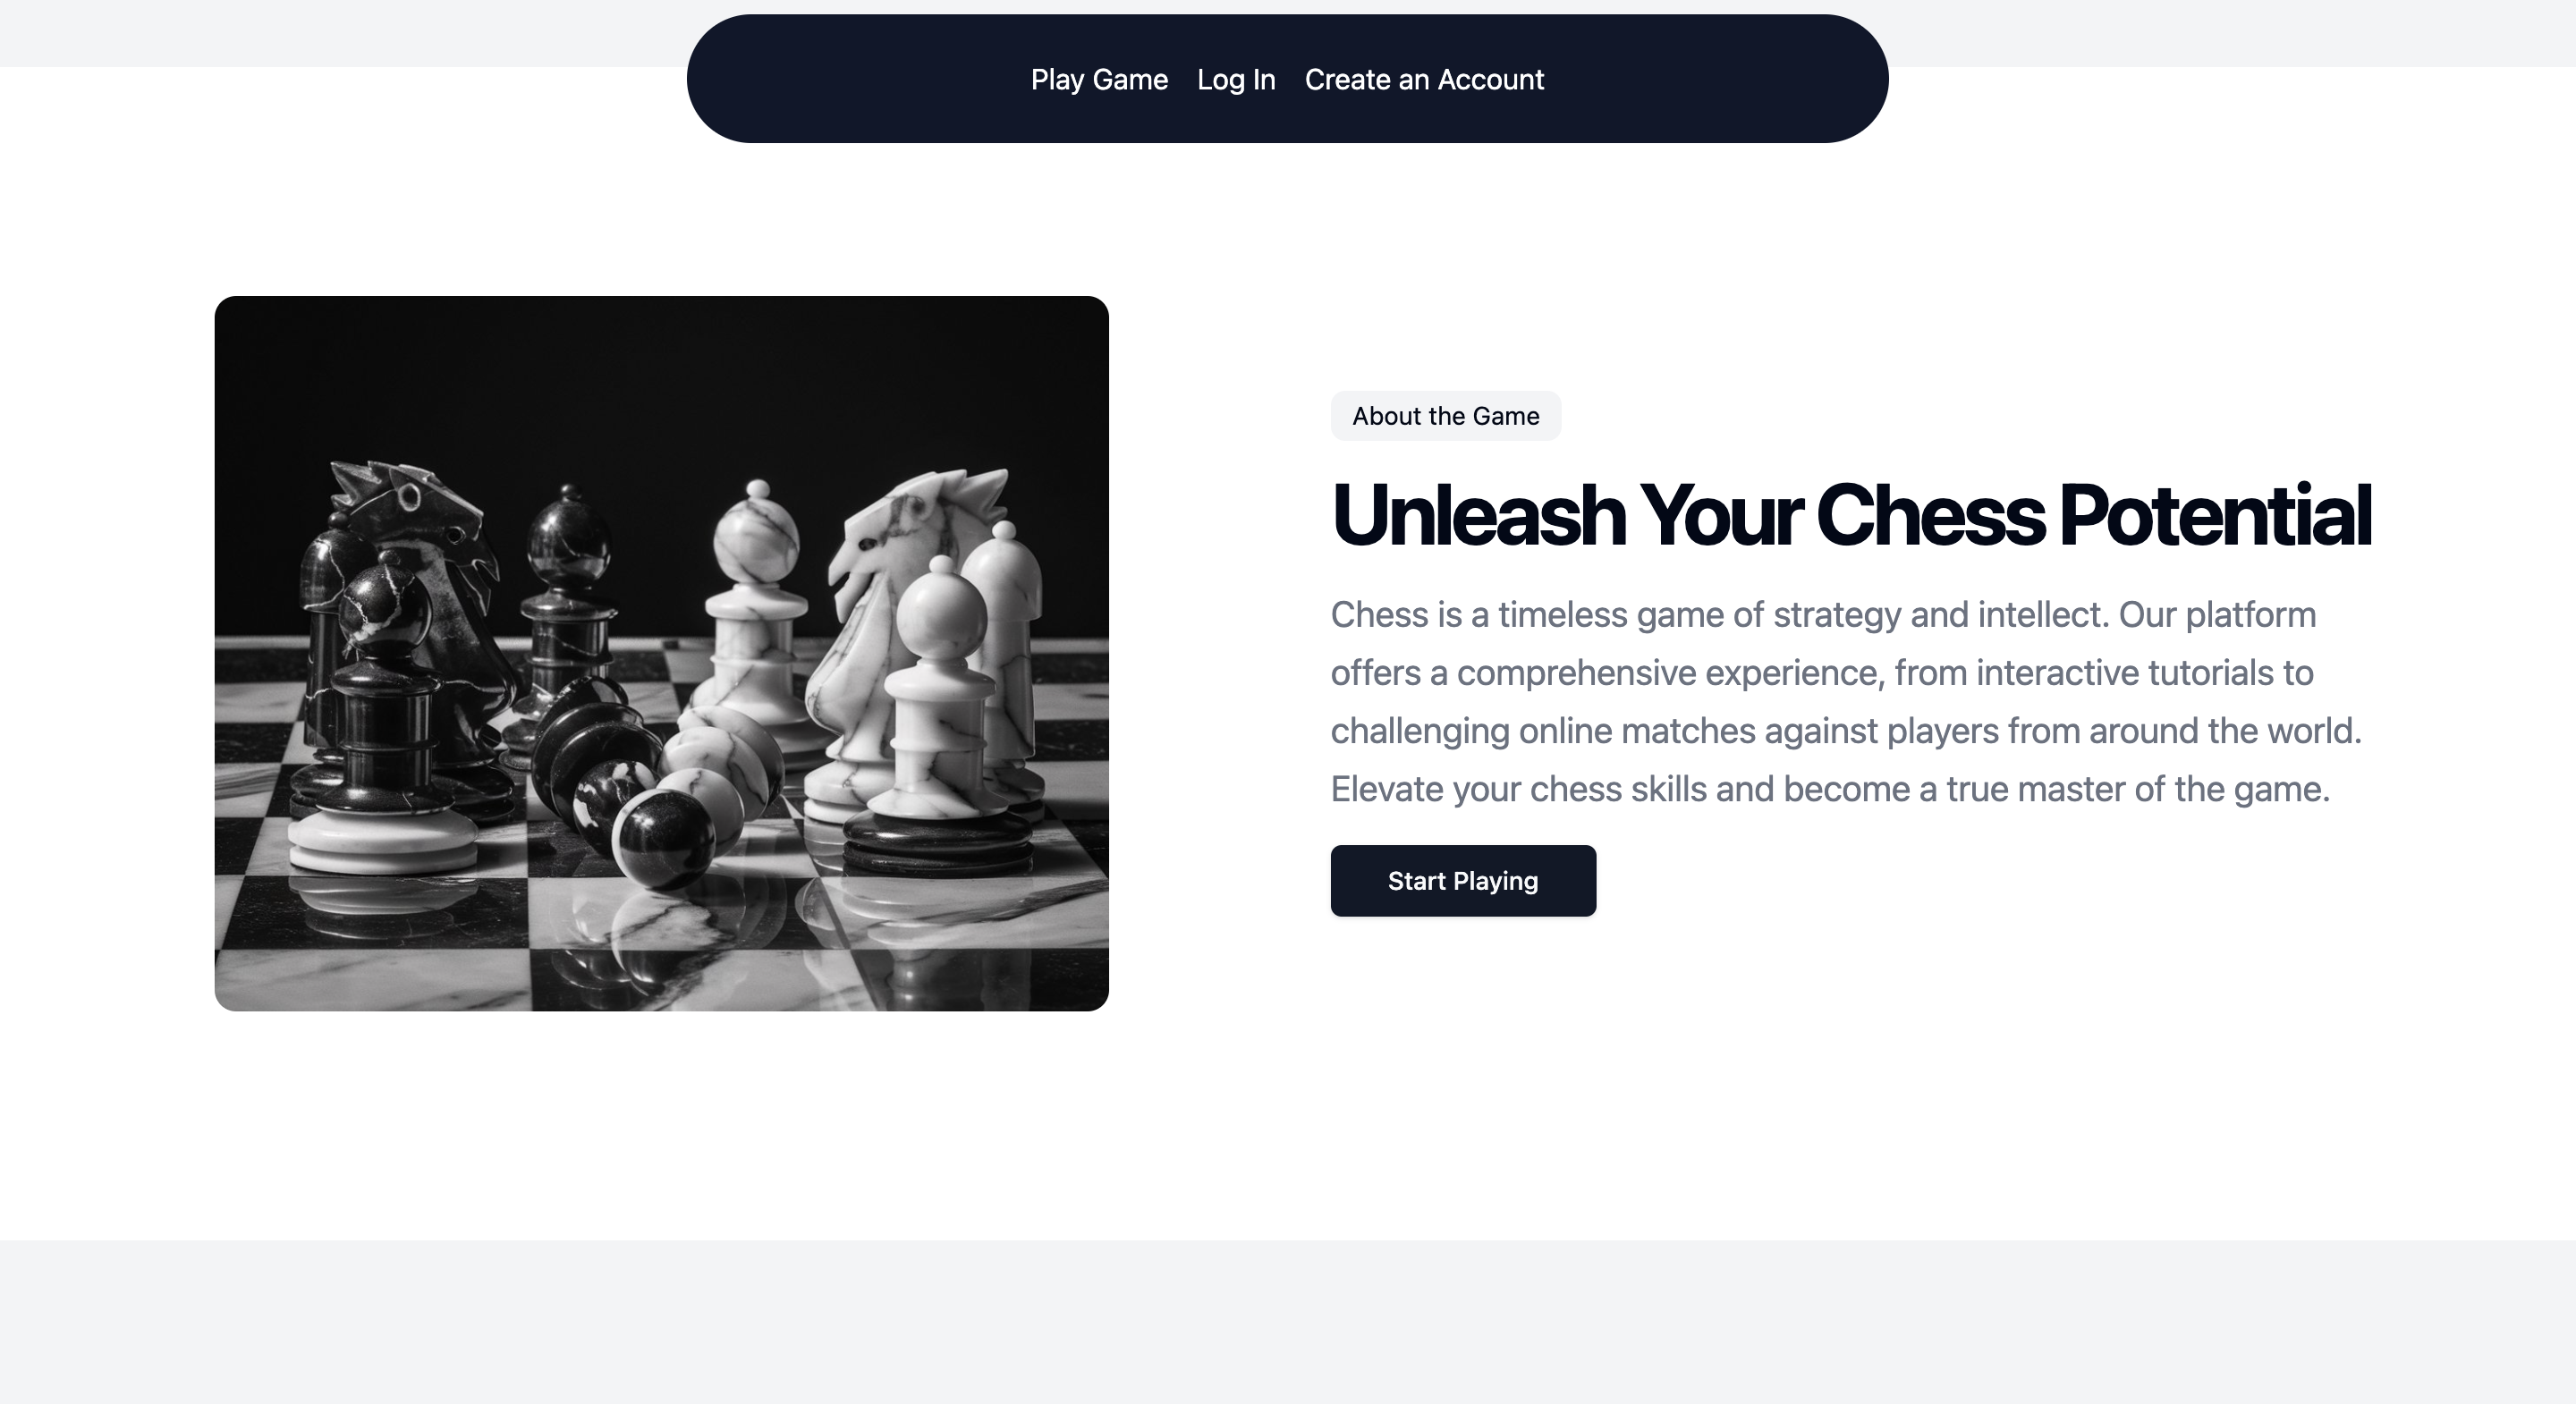 Play Game Log In Create an Account
About the Game
Unleash Your Chess Potential
Chess is a timeless game of strategy and intellect. Our platform
offers a comprehensive experience, from interactive tutorials to
challenging online matches against players from around the world.
Elevate your chess skills and become a true master of the game.
Start Playing